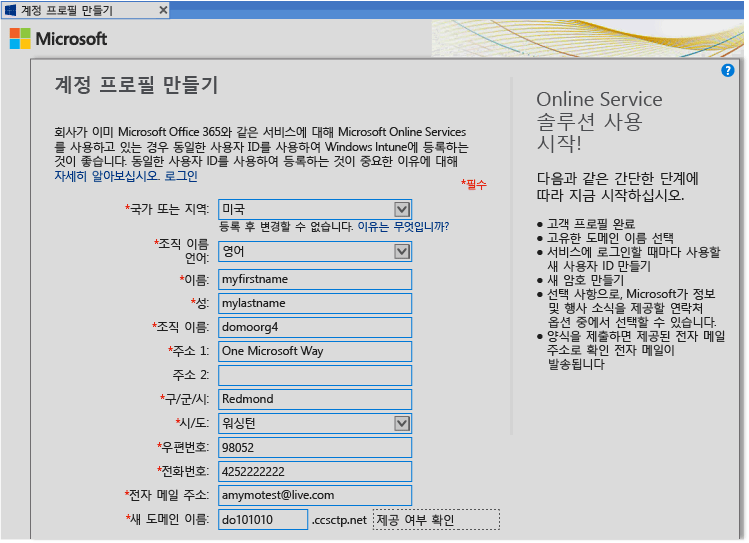 계정 프로필 만들기
Microsoft
계정 프로필 만들기
회사가 이미 Microsoft Office 365와 같은 서비스에 대해 Microsoft Online Services
를 사용하고 있는 경우 동일한 사용자 ID를 사용하여 Windows Intune에 등록하는
것이 좋습니다. 동일한 사용자 ID를 사용하여 등록하는 것이 중요한 이유에 대해
자세히 알아보십시오. 로그인
*필수
*국가 또는 지역: 미국
등록 후 변경할 수 없습니다. 이유는 무엇입니까?
*조직 이름
언어: 영어
*이름: myfirstname
*성: mylastname
*조직 이름: domoorg4
*주소 1: One Microsoft Way
주소 2:
*구/군/시: Redmond
*시/도: 워싱턴
*우편번호: 98052
*전화번호: 4252222222
*전자 메일 주소: amymotest@live.com
*새 도메인 이름: do101010 .ccsctp.net 제공 여부 확인
?
Online Service
솔루션 사용
시작!
다음과 같은 간단한 단계에
따라 지금 시작하십시오.
● 고객 프로필 완료
● 고유한 도메인 이름 선택
● 서비스에 로그인할 때마다 사용할
새 사용자 ID 만들기
● 새 암호 만들기
● 선택 사항으로, Microsoft가 정보
및 행사 소식을 제공할 연락처
옵션 중에서 선택할 수 있습니다.
● 양식을 제출하면 제공된 전자 메일
주소로 확인 전자 메일이
발송됩니다